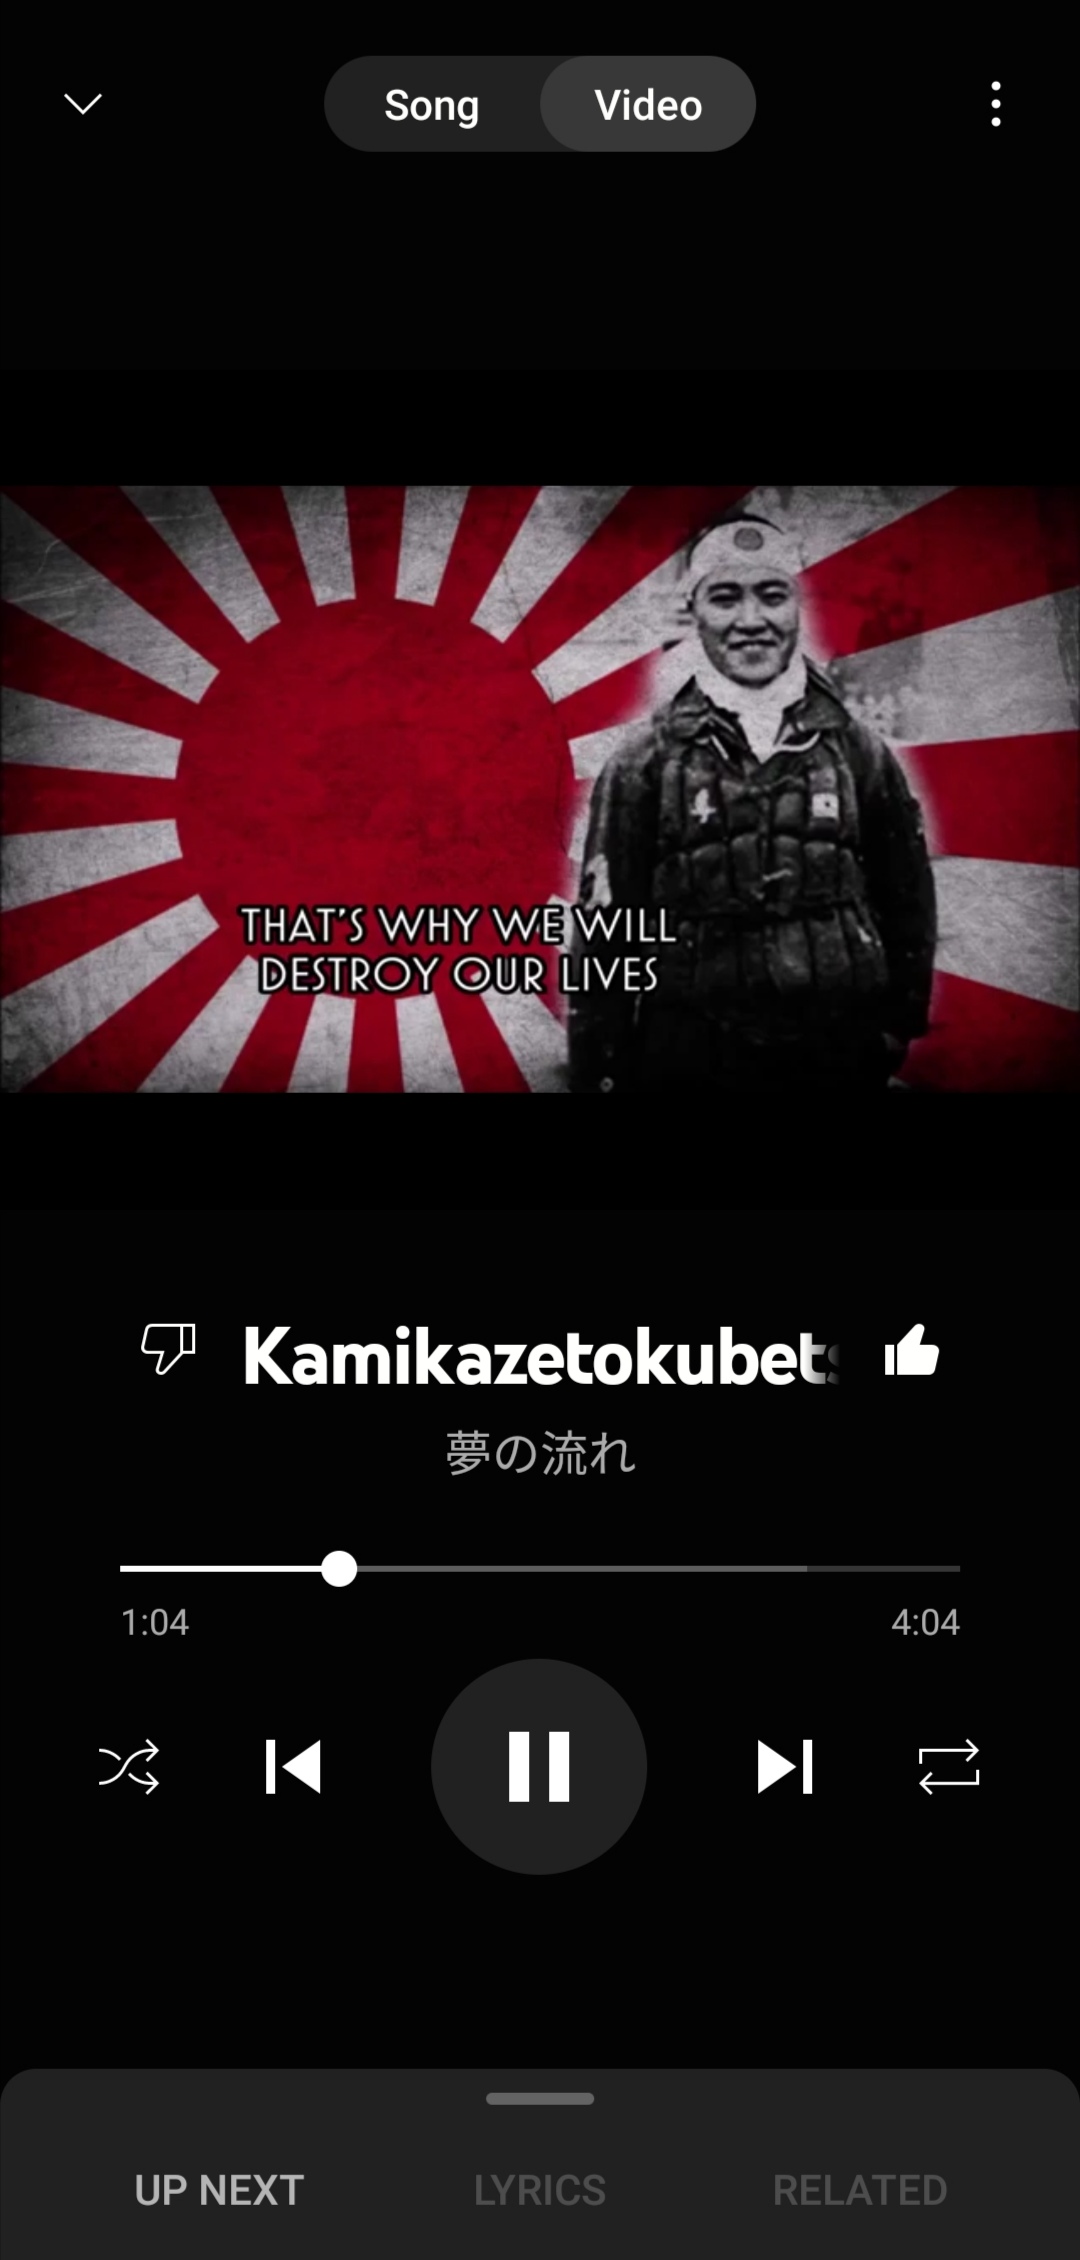 Song
Video
THAT'S WHY WE WILL
DESTROY OUR LIVES
Kamikazetokubets
夢の流れ
1:04
4:04
UP NEXT
LYRICS
RELATED